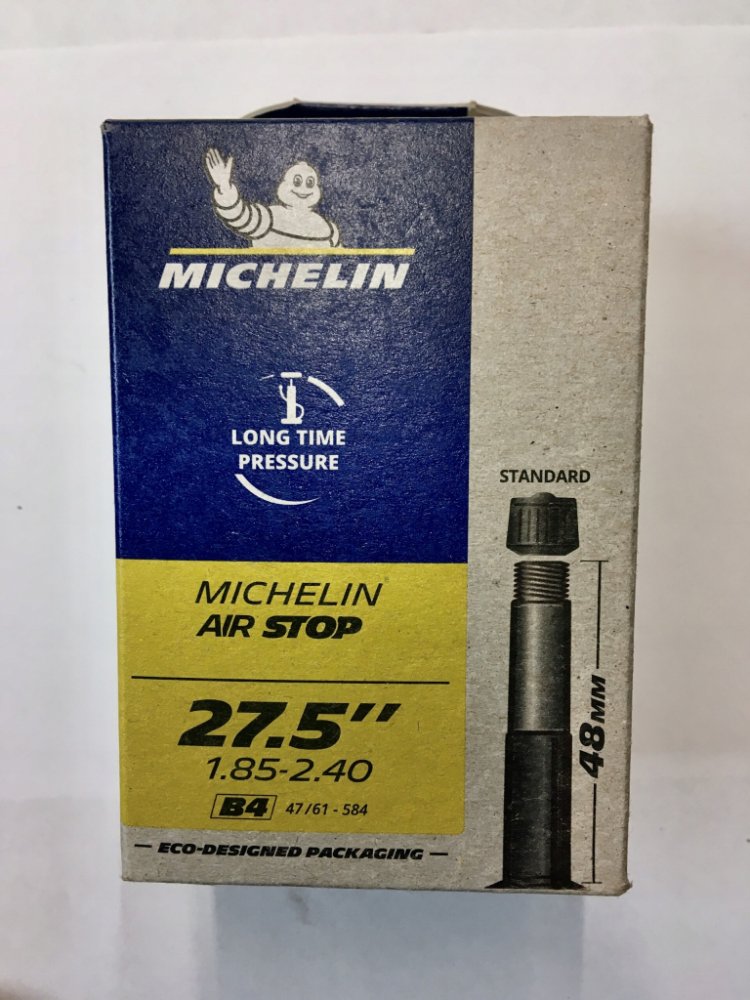 MICHELIN
LONG TIME
PRESSURE
STANDARD
MICHELIN
AIR STOP
27.5"
1.85-2.40
B4 47/61 - 584
48MM
— ECO-DESIGNED PACKAGING —